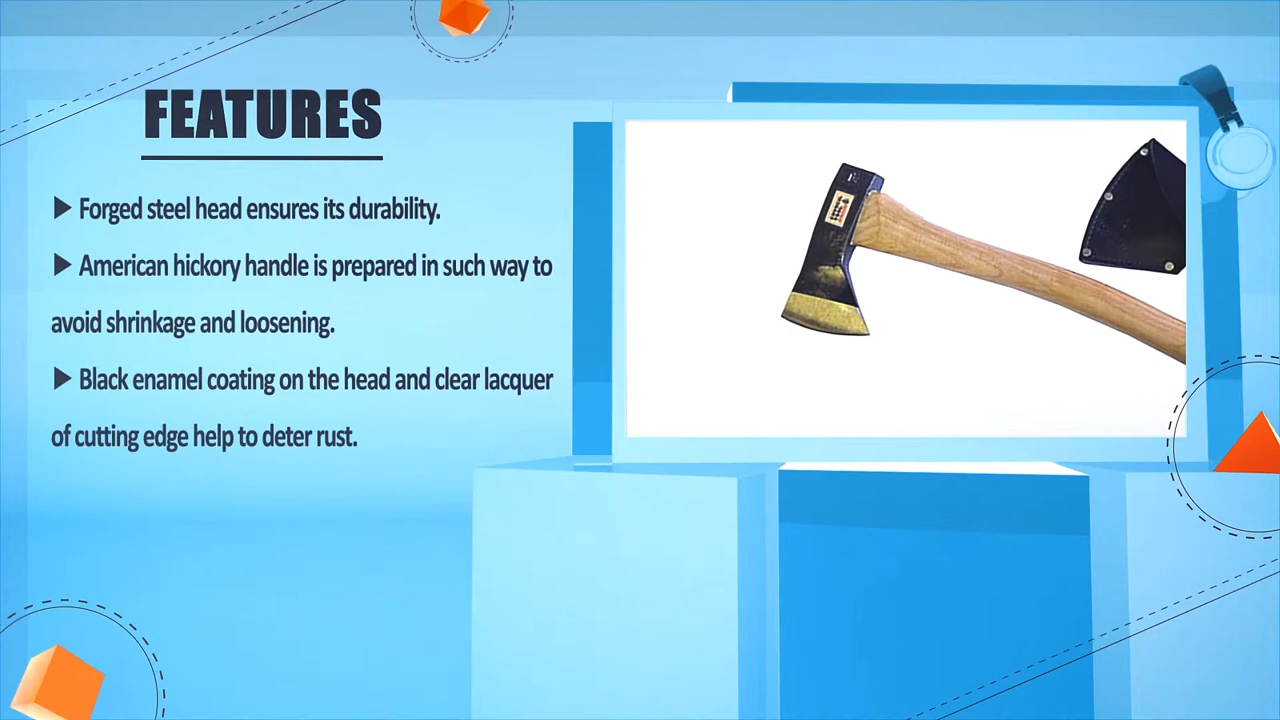 FEATURES
▶ Forged steel head ensures its durability.
▶ American hickory handle is prepared in such way to
avoid shrinkage and loosening.
▶ Black enamel coating on the head and clear lacquer
of cutting edge help to deter rust.